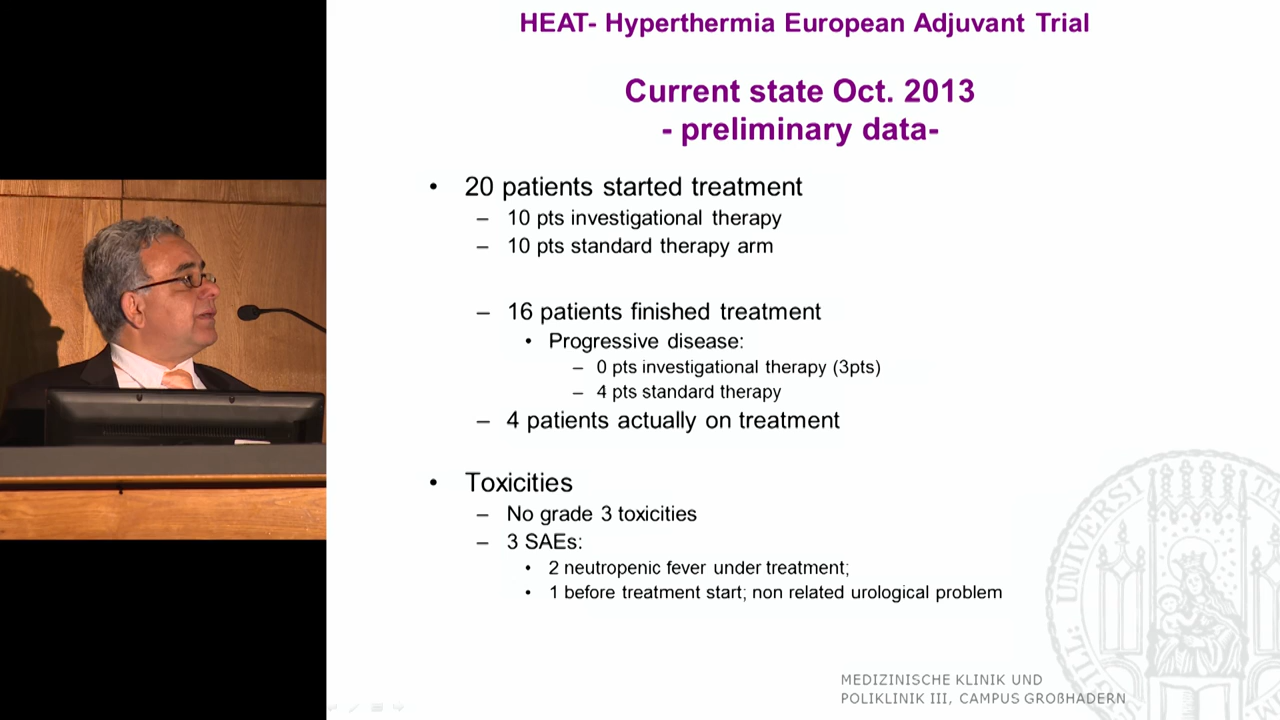 HEAT- Hyperthermia European Adjuvant Trial
Current state Oct. 2013
- preliminary data-
• 20 patients started treatment
– 10 pts investigational therapy
– 10 pts standard therapy arm
– 16 patients finished treatment
• Progressive disease:
– 0 pts investigational therapy (3pts)
– 4 pts standard therapy
– 4 patients actually on treatment
• Toxicities
– No grade 3 toxicities
– 3 SAEs:
• 2 neutropenic fever under treatment;
• 1 before treatment start; non related urological problem
MEDIZINISCHE KLINIK UND
POLIKLINIK III, CAMPUS GROßHADERN